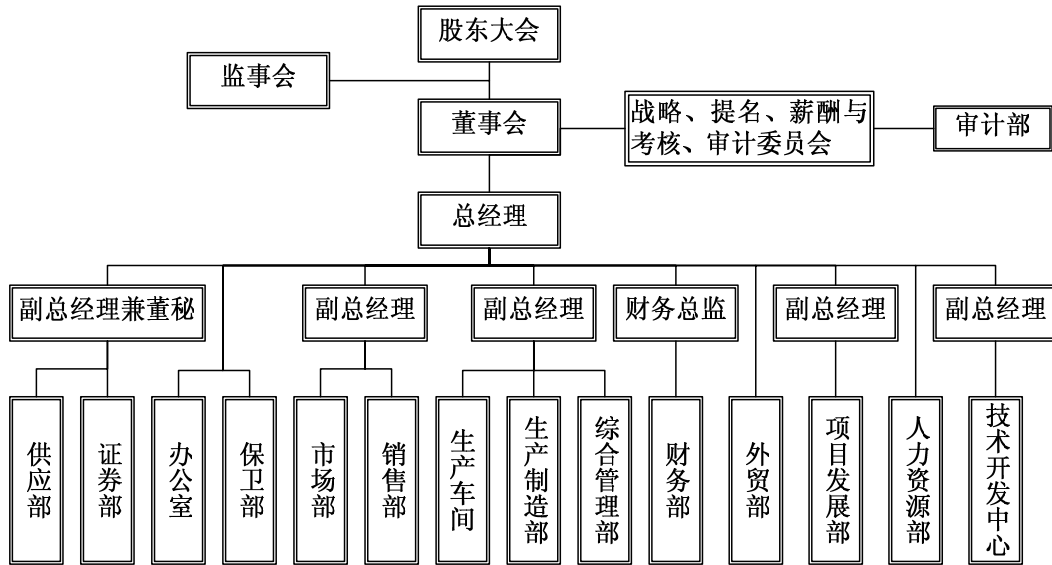 股东大会
监事会
董事会
战略、提名、薪酬与
考核、审计委员会
审计部
总经理
副总经理兼董秘
副总经理
副总经理
财务总监
副总经理
副总经理
供应部
证券部
办公室
保卫部
市场部
销售部
生产车间
生产制造部
综合管理部
财务部
外贸部
项目发展部
人力资源部
技术开发中心